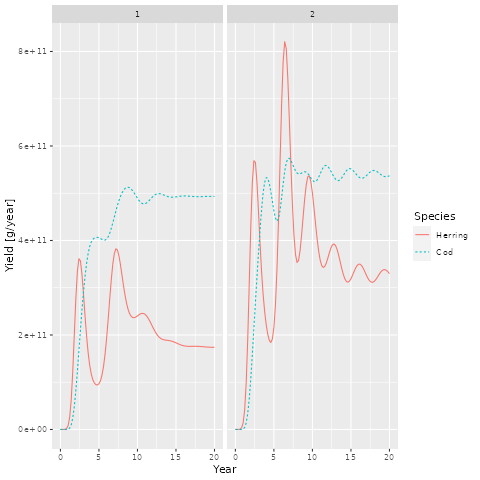 1 2
8e+11
6e+11
4e+11
2e+11
0e+00
Yield [g/year]
0 5 10 15 20 0 5 10 15 20
Year
Species
Herring
Cod